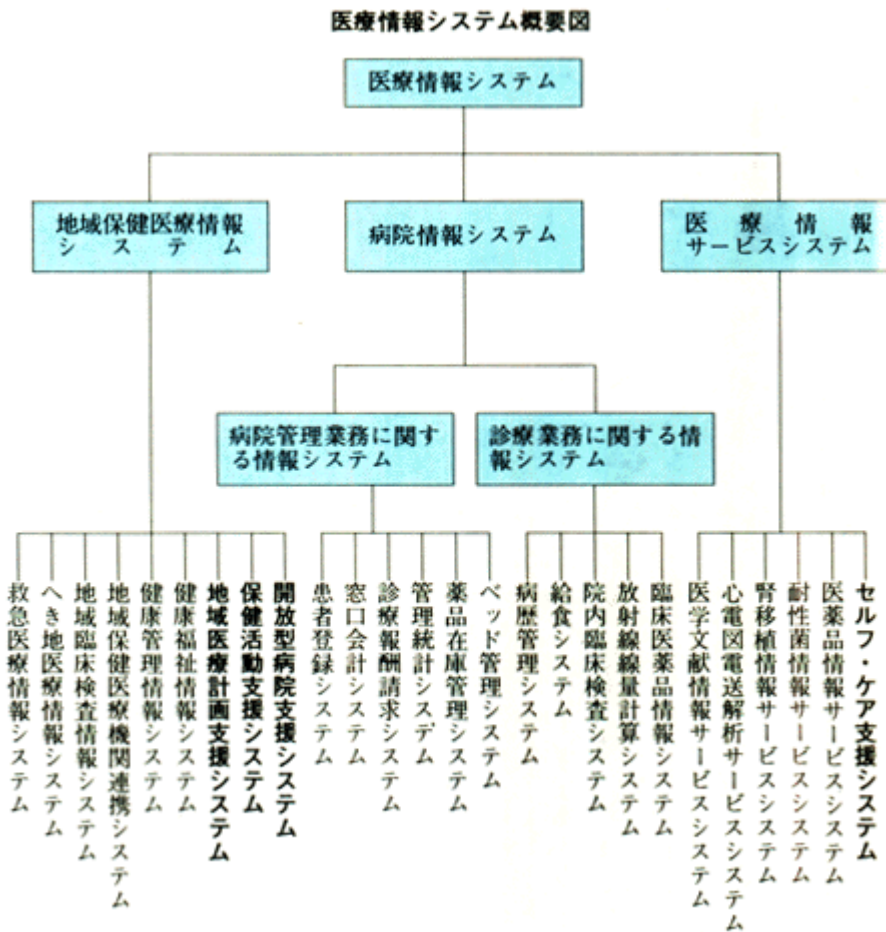 医療情報システム概要図
医療情報システム
地域保健医療情報
システム
病院情報システム
医療情報
サービスシステム
病院管理業務に関す
る情報システム
診療業務に関する情
報システム
救急医療情報システム
へき地医療情報システム
地域臨床検査情報システム
地域保健医療機関連携システム
健康管理情報システム
健康福祉情報システム
地域医療計画支援システム
保健活動支援システム
開放型病院支援システム
患者登録システム
窓口会計システム
診療報酬請求システム
管理統計システム
薬品在庫管理システム
ベッド管理システム
病歴管理システム
給食システム
院内臨床検査システム
放射線線量計算システム
臨床医薬品情報システム
医学文献情報サービスシステム
心電図電送解析サービスシステム
腎移植情報サービスシステム
耐性菌情報サービスシステム
医薬品情報サービスシステム
セルフ・ケア支援システム